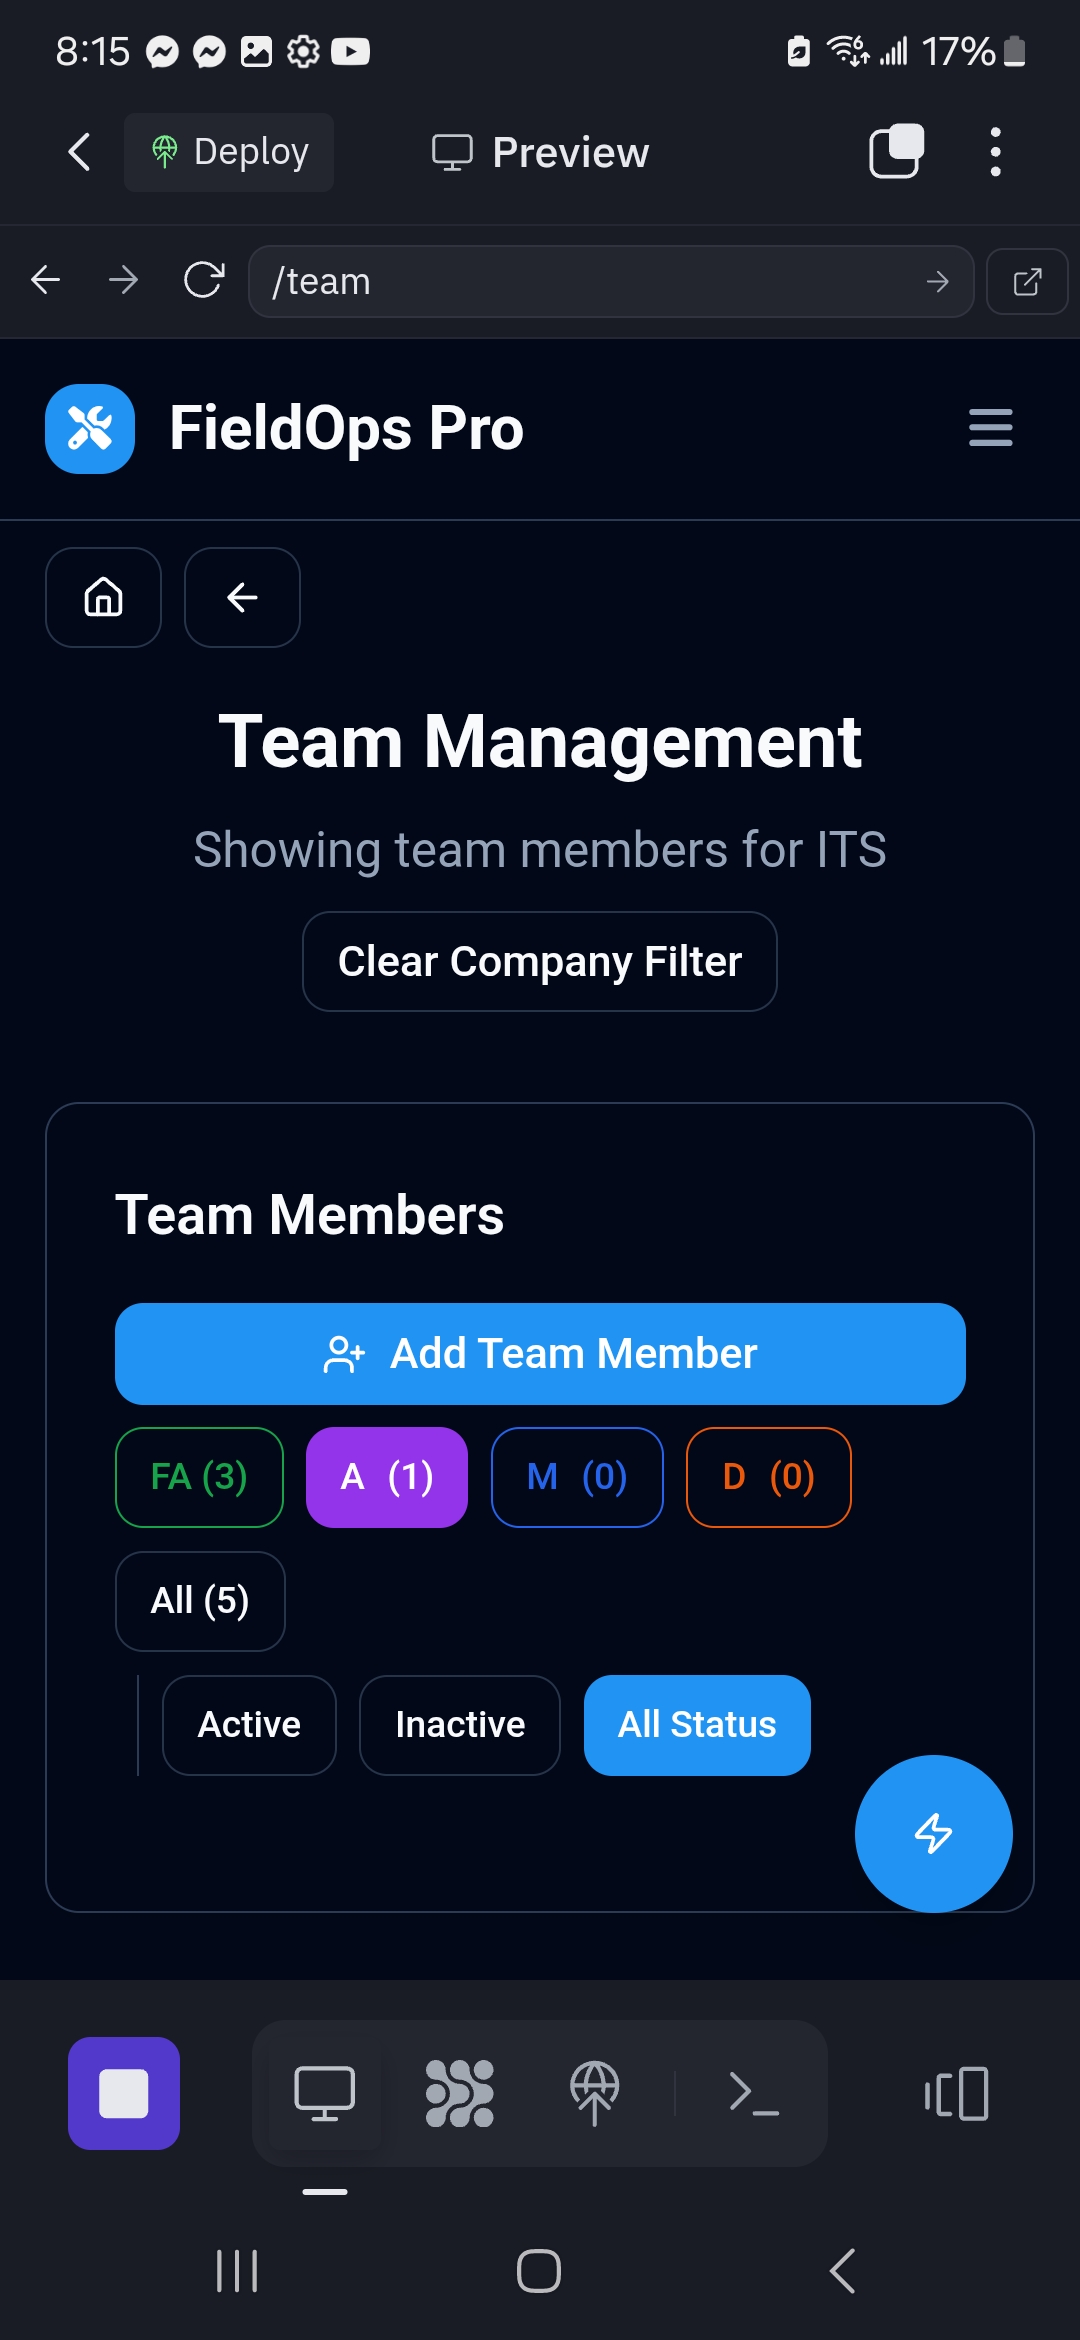 8:15 17%
Deploy Preview
/team
FieldOps Pro
Team Management
Showing team members for ITS
Clear Company Filter
Team Members
Add Team Member
FA (3) A (1) M (0) D (0)
All (5)
Active Inactive All Status